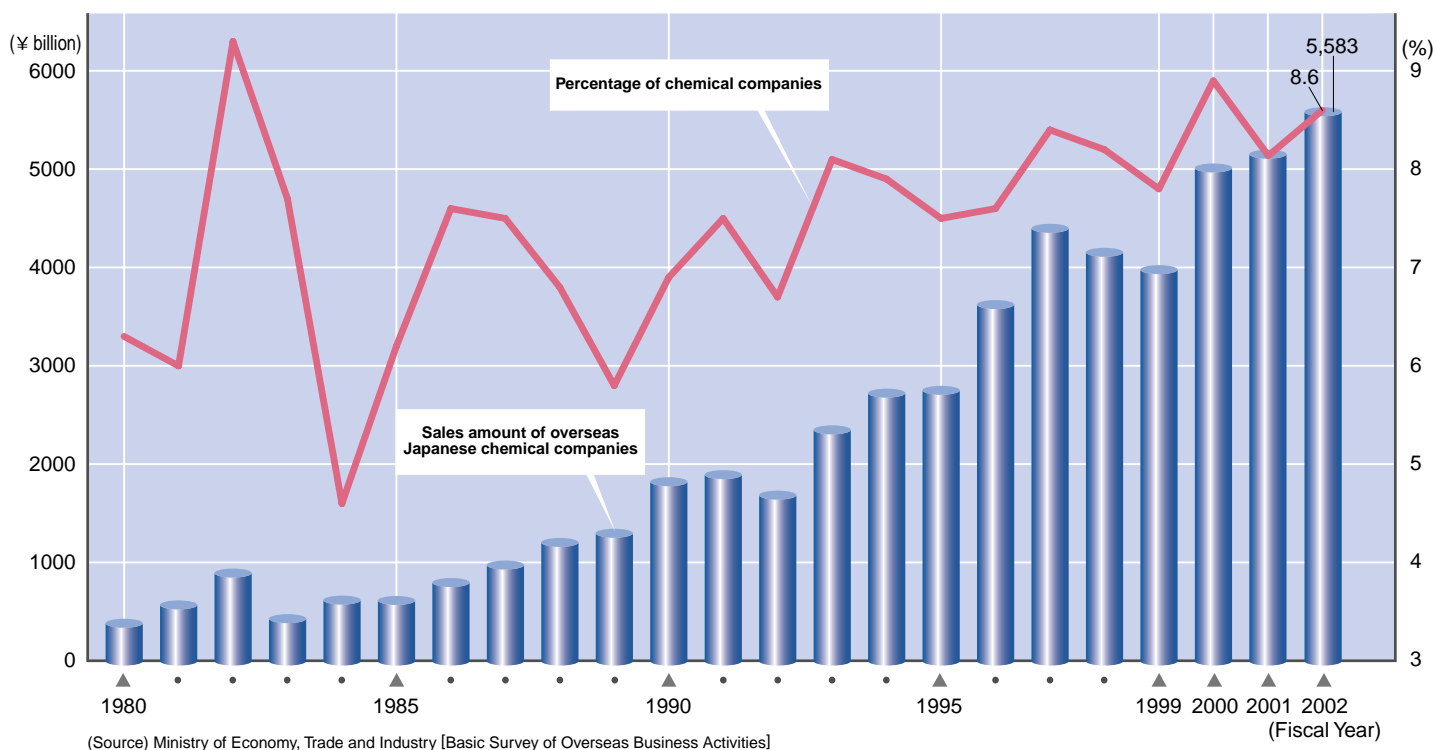 (¥ billion)
(%)
5,583
8.6
6000
9
Percentage of chemical companies
5000
8
4000
7
3000
6
Sales amount of overseas
Japanese chemical companies
2000
5
1000
4
0
3
1980 1985 1990 1995 1999 2000 2001 2002
(Fiscal Year)
(Source) Ministry of Economy, Trade and Industry [Basic Survey of Overseas Business Activities]